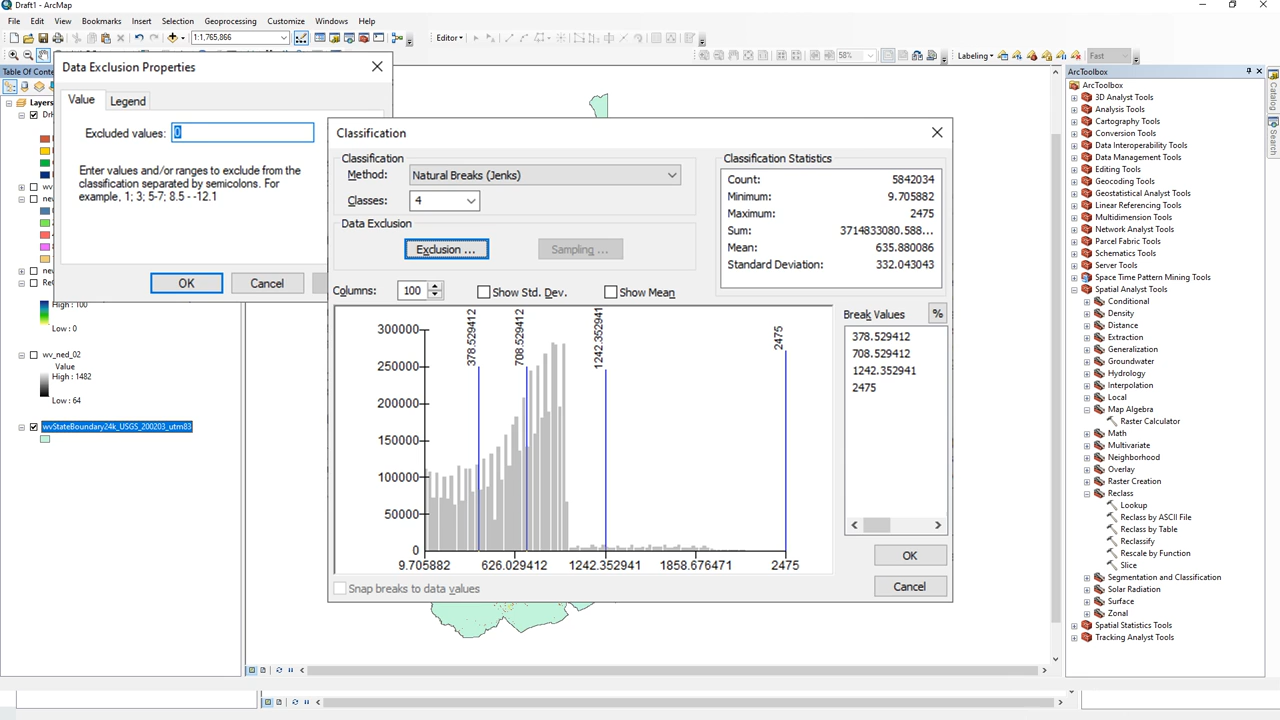 Draft1 - ArcMap
File Edit View Bookmarks Insert Selection Geoprocessing Customize Windows Help
1:1,765,866
Editor
58%
Labeling
Fast
Table Of Conte
Layers
wv_
new
new
High : 100
Low : 0
wv_ned_02
Value
High : 1482
Low : 64
wvStateBoundary24k_USGS_200203_utm83
Data Exclusion Properties
Value Legend
Excluded values: 0
Enter values and/or ranges to exclude from the
classification separated by semicolons. For
example, 1; 3; 5-7; 8.5 - -12.1
OK Cancel
Classification
Classification
Method: Natural Breaks (Jenks)
Classes: 4
Data Exclusion
Exclusion ... Sampling ...
Columns: 100 Show Std. Dev. Show Mean
Classification Statistics
Count: 5842034
Minimum: 9.705882
Maximum: 2475
Sum: 3714833080.588...
Mean: 635.880086
Standard Deviation: 332.043043
Break Values %
378.529412
708.529412
1242.352941
2475
378.529412 708.529412 1242.352941 2475
300000
250000
200000
150000
100000
50000
0
9.705882 626.029412 1242.352941 1858.676471 2475
Snap breaks to data values
OK
Cancel
ArcToolbox
ArcToolbox
3D Analyst Tools
Analysis Tools
Cartography Tools
Conversion Tools
Data Interoperability Tools
Data Management Tools
Editing Tools
Geocoding Tools
Geostatistical Analyst Tools
Linear Referencing Tools
Multidimension Tools
Network Analyst Tools
Parcel Fabric Tools
Schematics Tools
Server Tools
Space Time Pattern Mining Tools
Spatial Analyst Tools
Conditional
Density
Distance
Extraction
Generalization
Groundwater
Hydrology
Interpolation
Local
Map Algebra
Raster Calculator
Math
Multivariate
Neighborhood
Overlay
Raster Creation
Reclass
Lookup
Reclass by ASCII File
Reclass by Table
Reclassify
Rescale by Function
Slice
Segmentation and Classification
Solar Radiation
Surface
Zonal
Spatial Statistics Tools
Tracking Analyst Tools
Catalog
Search